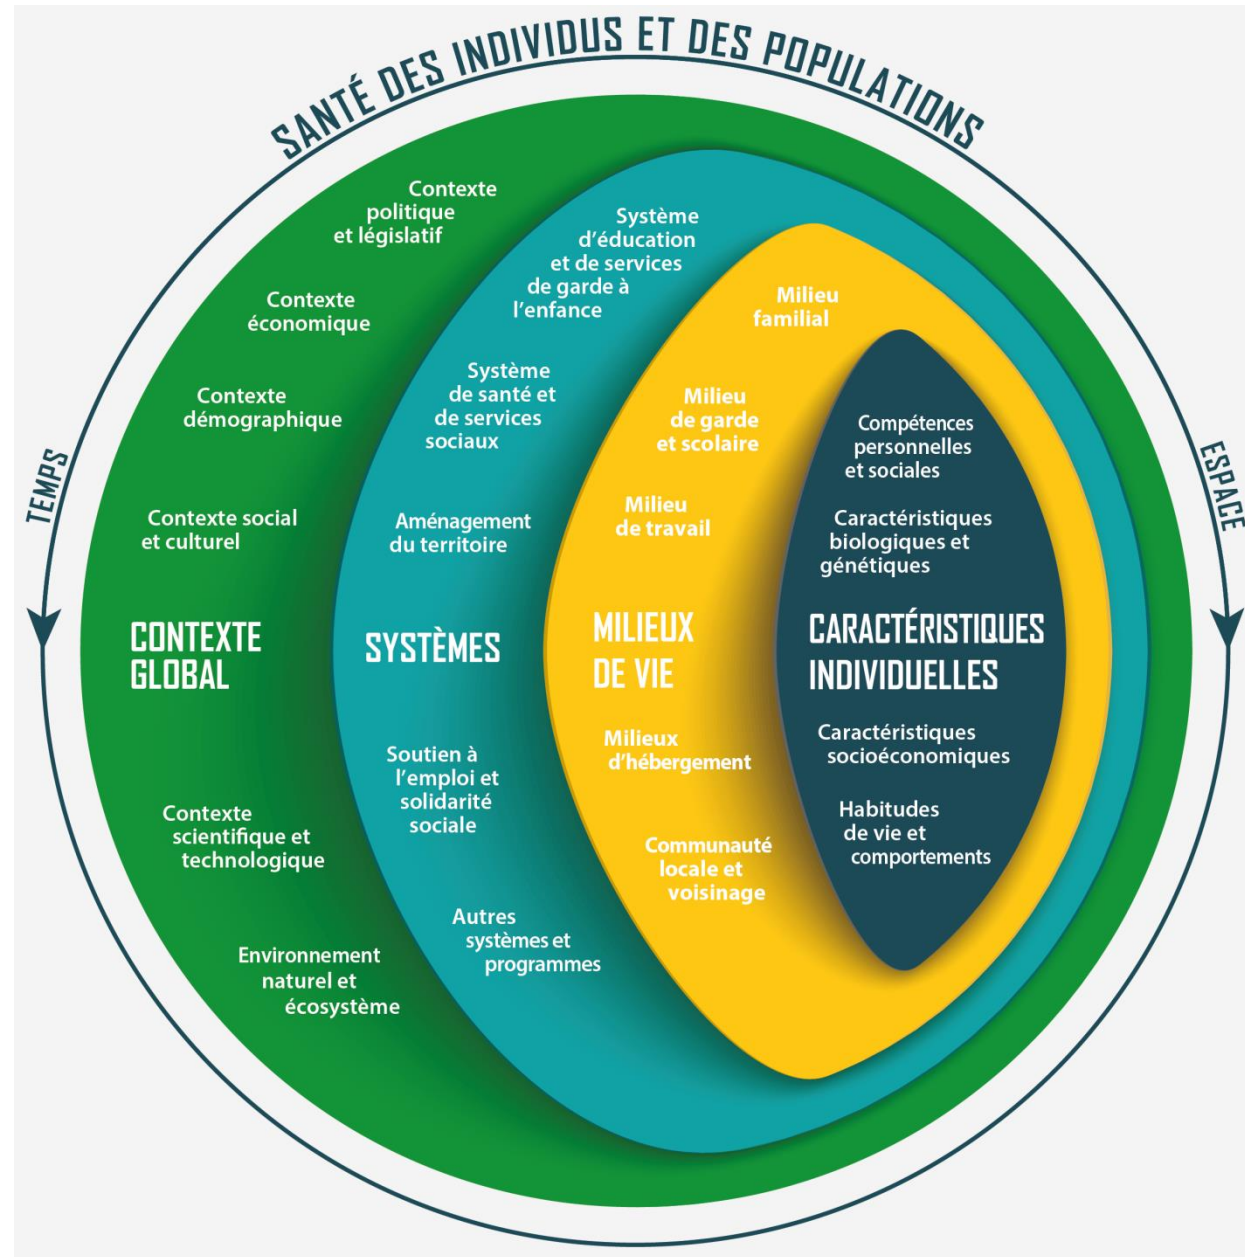 SANTÉ DES INDIVIDUS ET DES POPULATIONS
TEMPS
ESPACE
Contexte
politique
et législatif
Contexte
économique
Contexte
démographique
Contexte social
et culturel
CONTEXTE
GLOBAL
Contexte
scientifique et
technologique
Environnement
naturel et
écosystème
Système
d'éducation
et de services
de garde à
l'enfance
Système
de santé et
de services
sociaux
Aménagement
du territoire
SYSTÈMES
Soutien à
l'emploi et
solidarité
sociale
Autres
systèmes et
programmes
Milieu
familial
Milieu
de garde
et scolaire
Milieu
de travail
MILIEUX
DE VIE
Milieux
d'hébergement
Communauté
locale et
voisinage
Compétences
personnelles
et sociales
Caractéristiques
biologiques et
génétiques
CARACTÉRISTIQUES
INDIVIDUELLES
Caractéristiques
socioéconomiques
Habitudes
de vie et
comportements